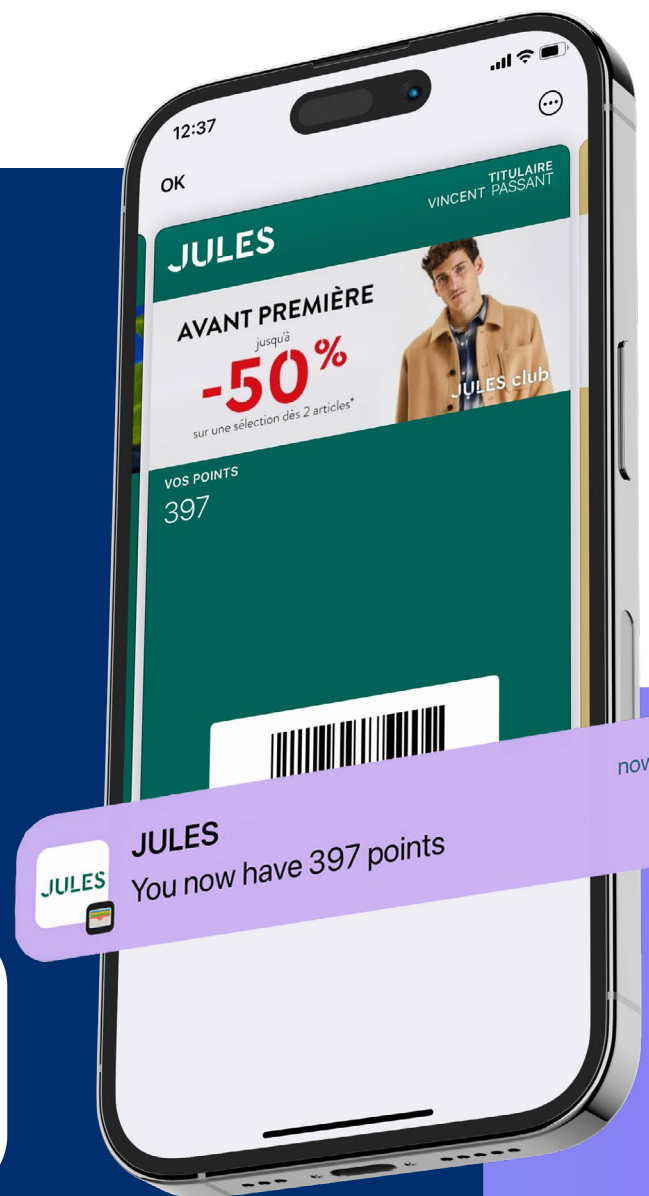 12:37
OK
JULES
TITULAIRE
VINCENT PASSANT
AVANT PREMIÈRE
jusqu'à
-50%
sur une sélection dès 2 articles*
JULES club
VOS POINTS
397
now
JULES
JULES
You now have 397 points